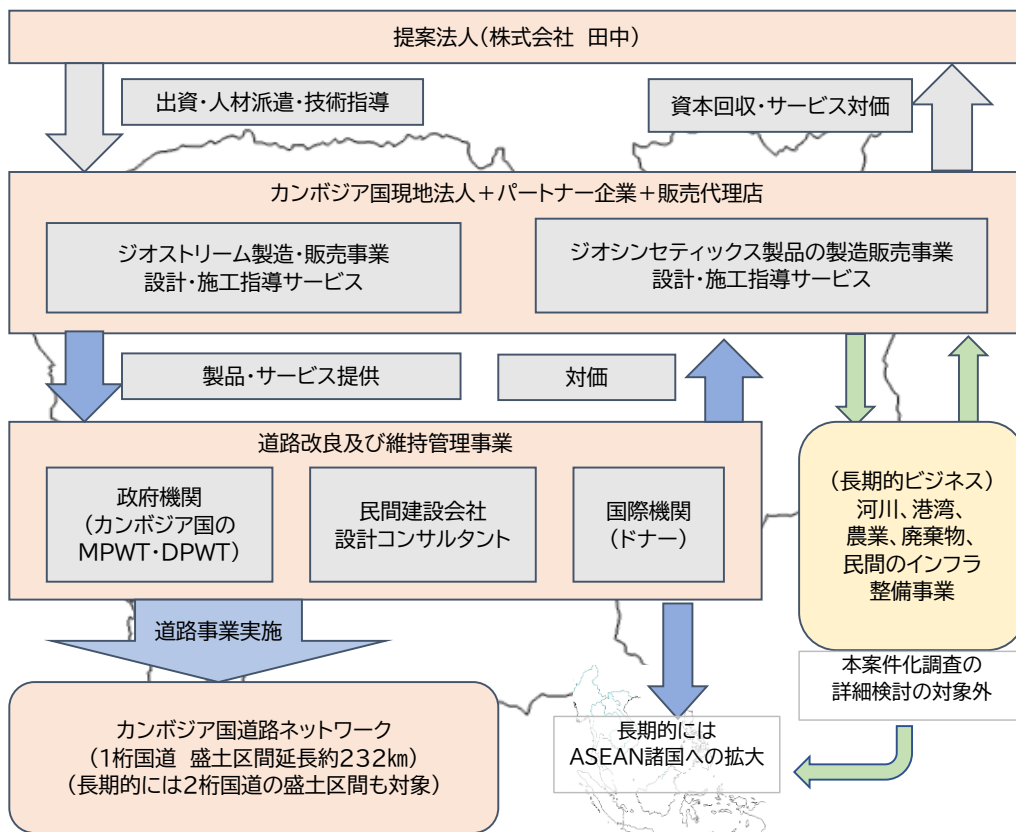 提案法人(株式会社 田中)
出資・人材派遣・技術指導
資本回収・サービス対価
カンボジア国現地法人＋パートナー企業＋販売代理店
ジオストリーム製造・販売事業
設計・施工指導サービス
ジオシンセティックス製品の製造販売事業
設計・施工指導サービス
製品・サービス提供
対価
道路改良及び維持管理事業
政府機関
(カンボジア国の
MPWT・DPWT)
民間建設会社
設計コンサルタント
国際機関
(ドナー)
(長期的ビジネス)
河川、港湾、
農業、廃棄物、
民間のインフラ
整備事業
道路事業実施
本案件化調査の
詳細検討の対象外
カンボジア国道路ネットワーク
(1桁国道 盛土区間延長約232㎞)
(長期的には2桁国道の盛土区間も対象)
長期的には
ASEAN諸国への拡大